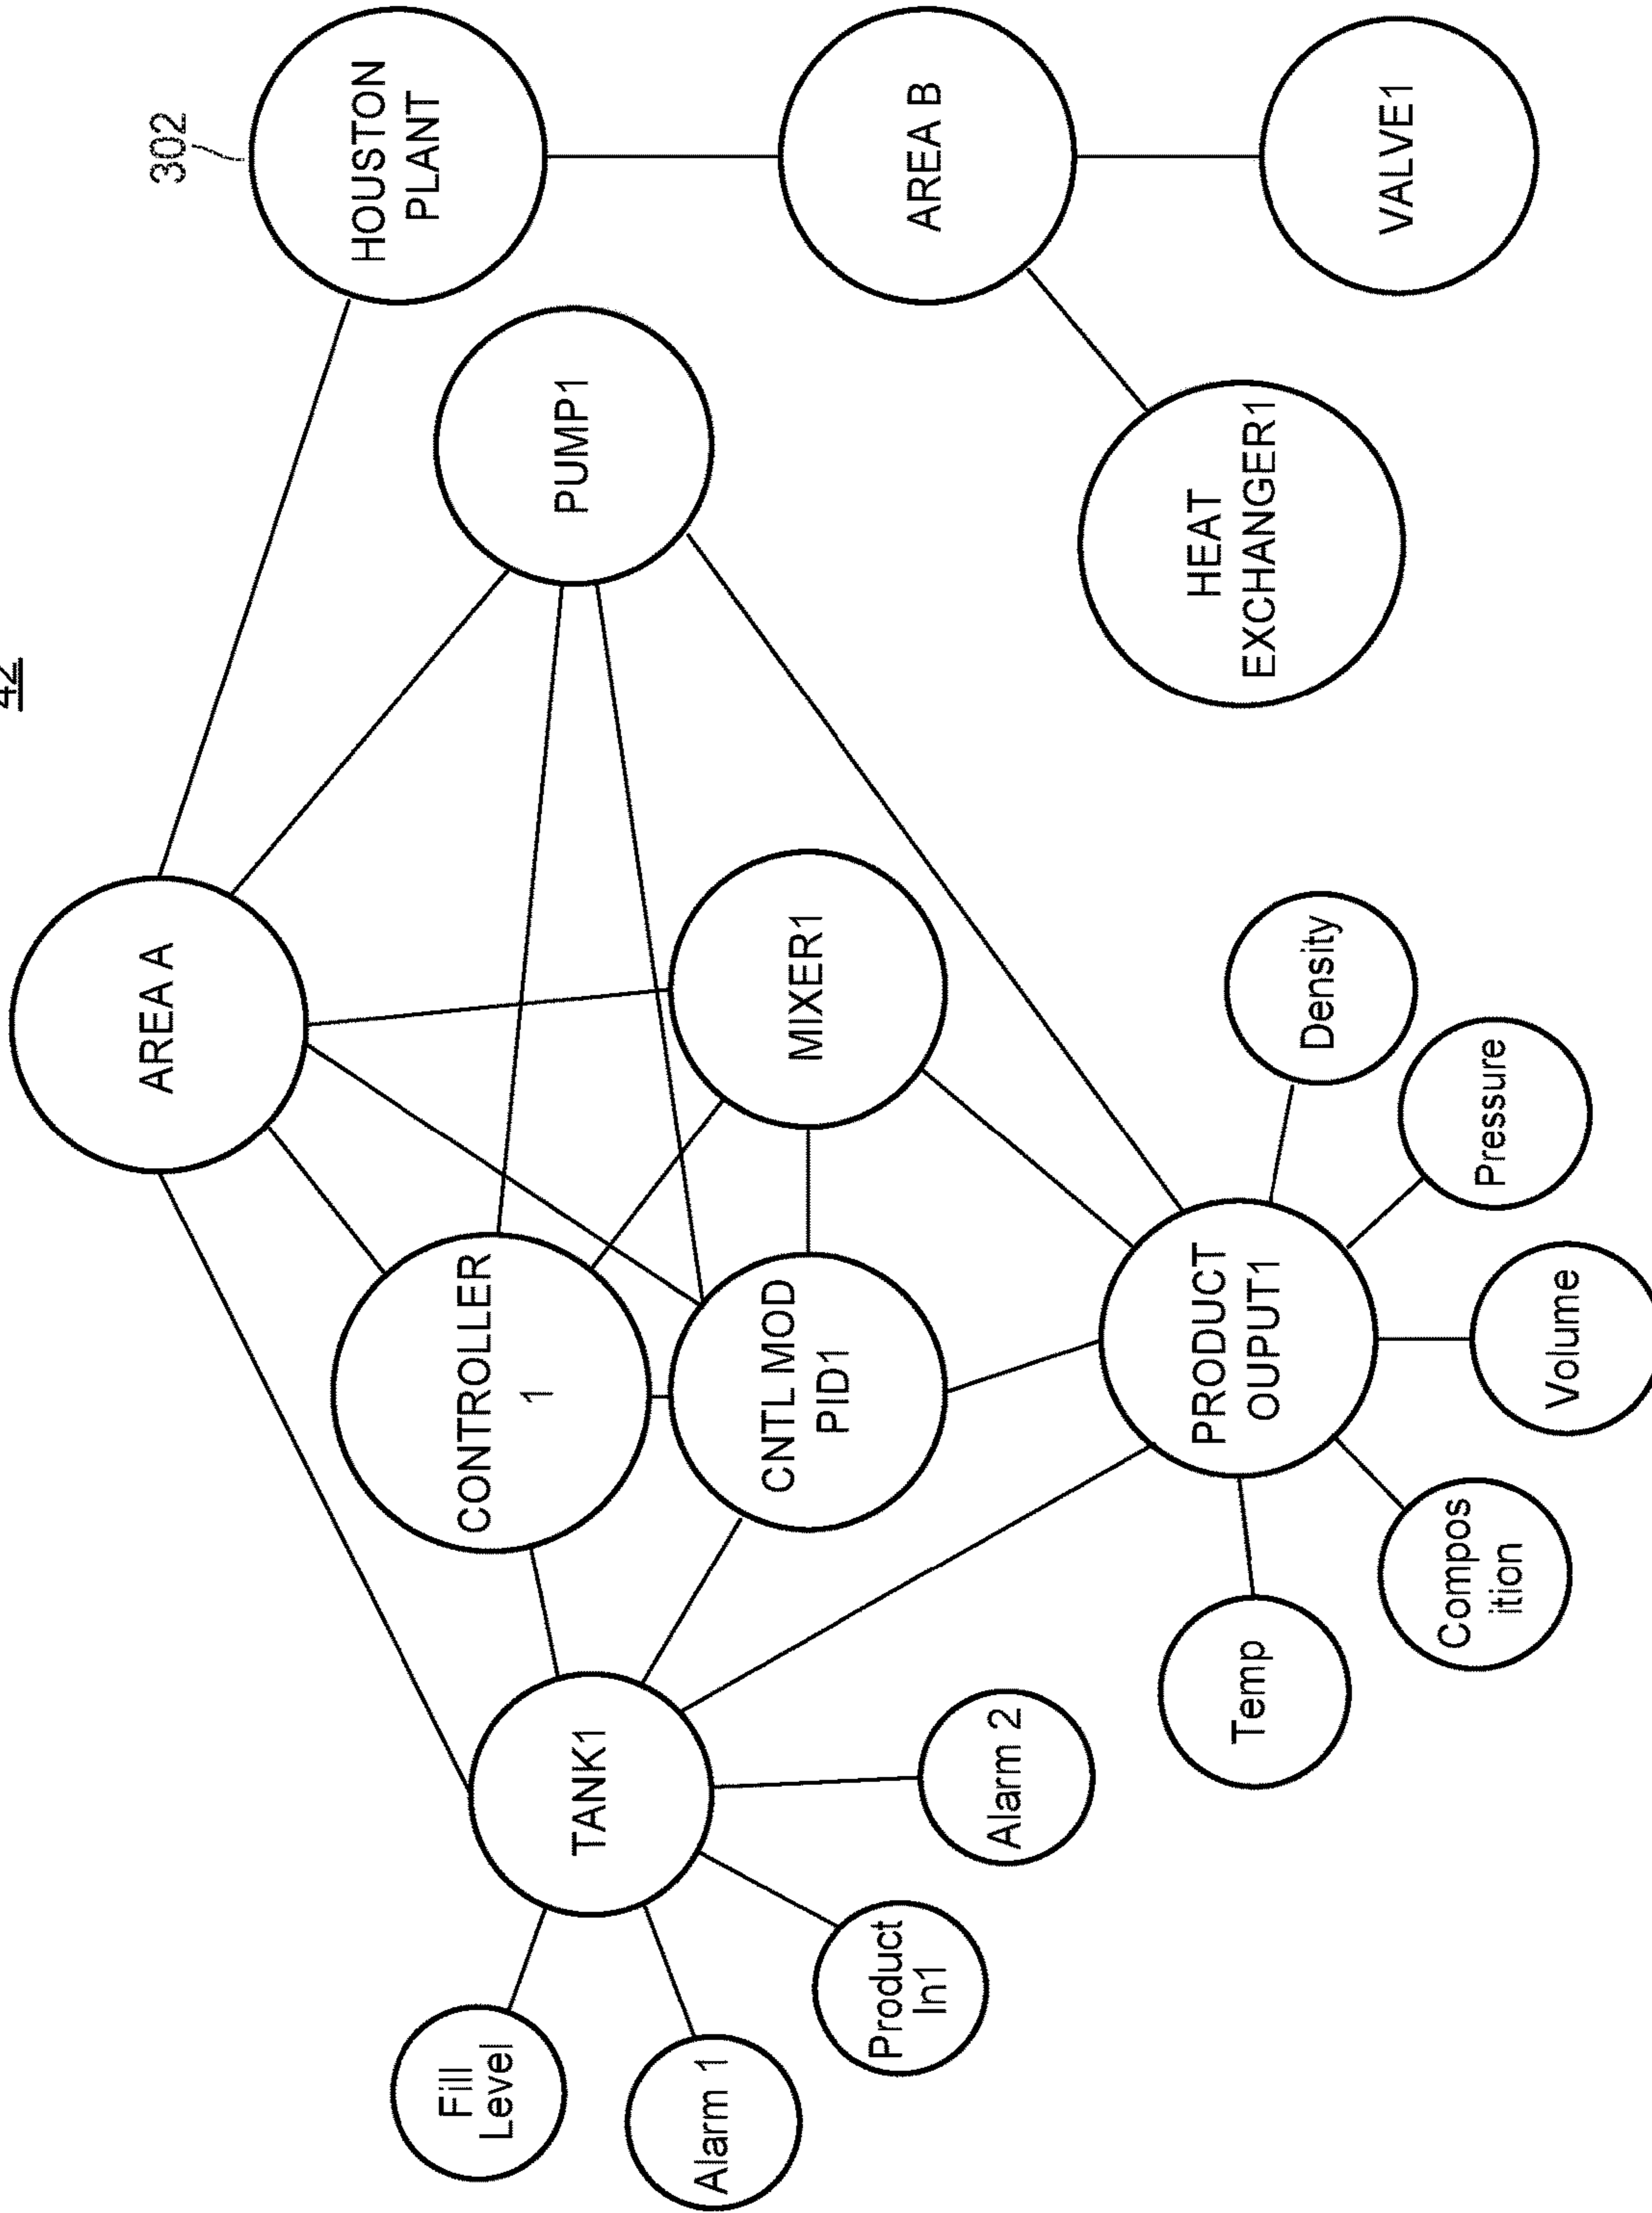 42
302
HOUSTON
PLANT
AREA A
PUMP1
AREA B
VALVE1
HEAT
EXCHANGER1
CONTROLLER
1
MIXER1
CNTL MOD
PID1
TANK1
PRODUCT
OUPUT1
Fill
Level
Alarm 1
Product
In1
Alarm 2
Temp
Compos
ition
Volume
Pressure
Density